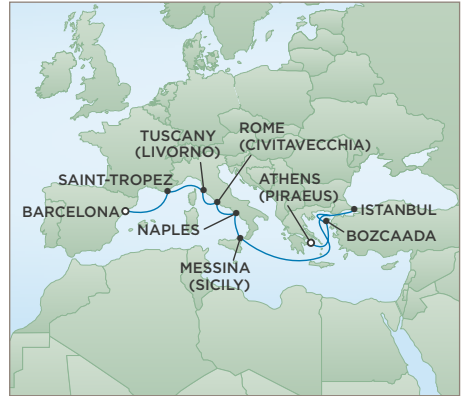 TUSCANY
(LIVORNO)
ROME
(CIVITAVECCHIA)
SAINT-TROPEZ
ATHENS
(PIRAEUS)
BARCELONA
ISTANBUL
NAPLES
BOZCAADA
MESSINA
(SICILY)